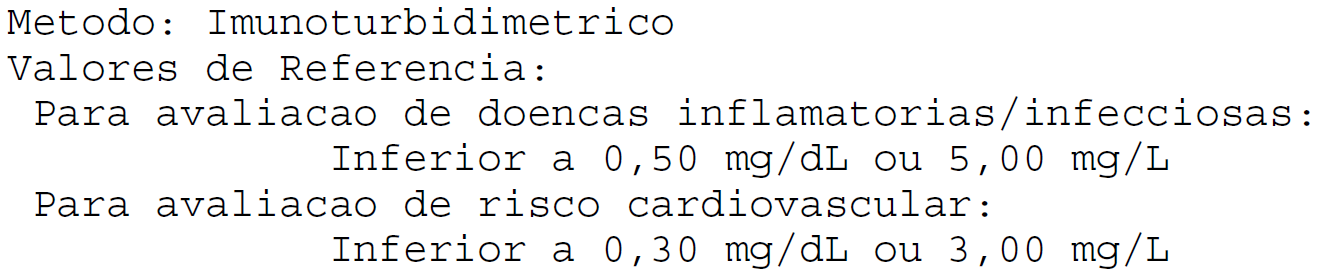 Metodo: Imunoturbidimetrico
Valores de Referencia:
Para avaliacao de doencas inflamatorias/infecciosas:
Inferior a 0,50 mg/dL ou 5,00 mg/L
Para avaliacao de risco cardiovascular:
Inferior a 0,30 mg/dL ou 3,00 mg/L